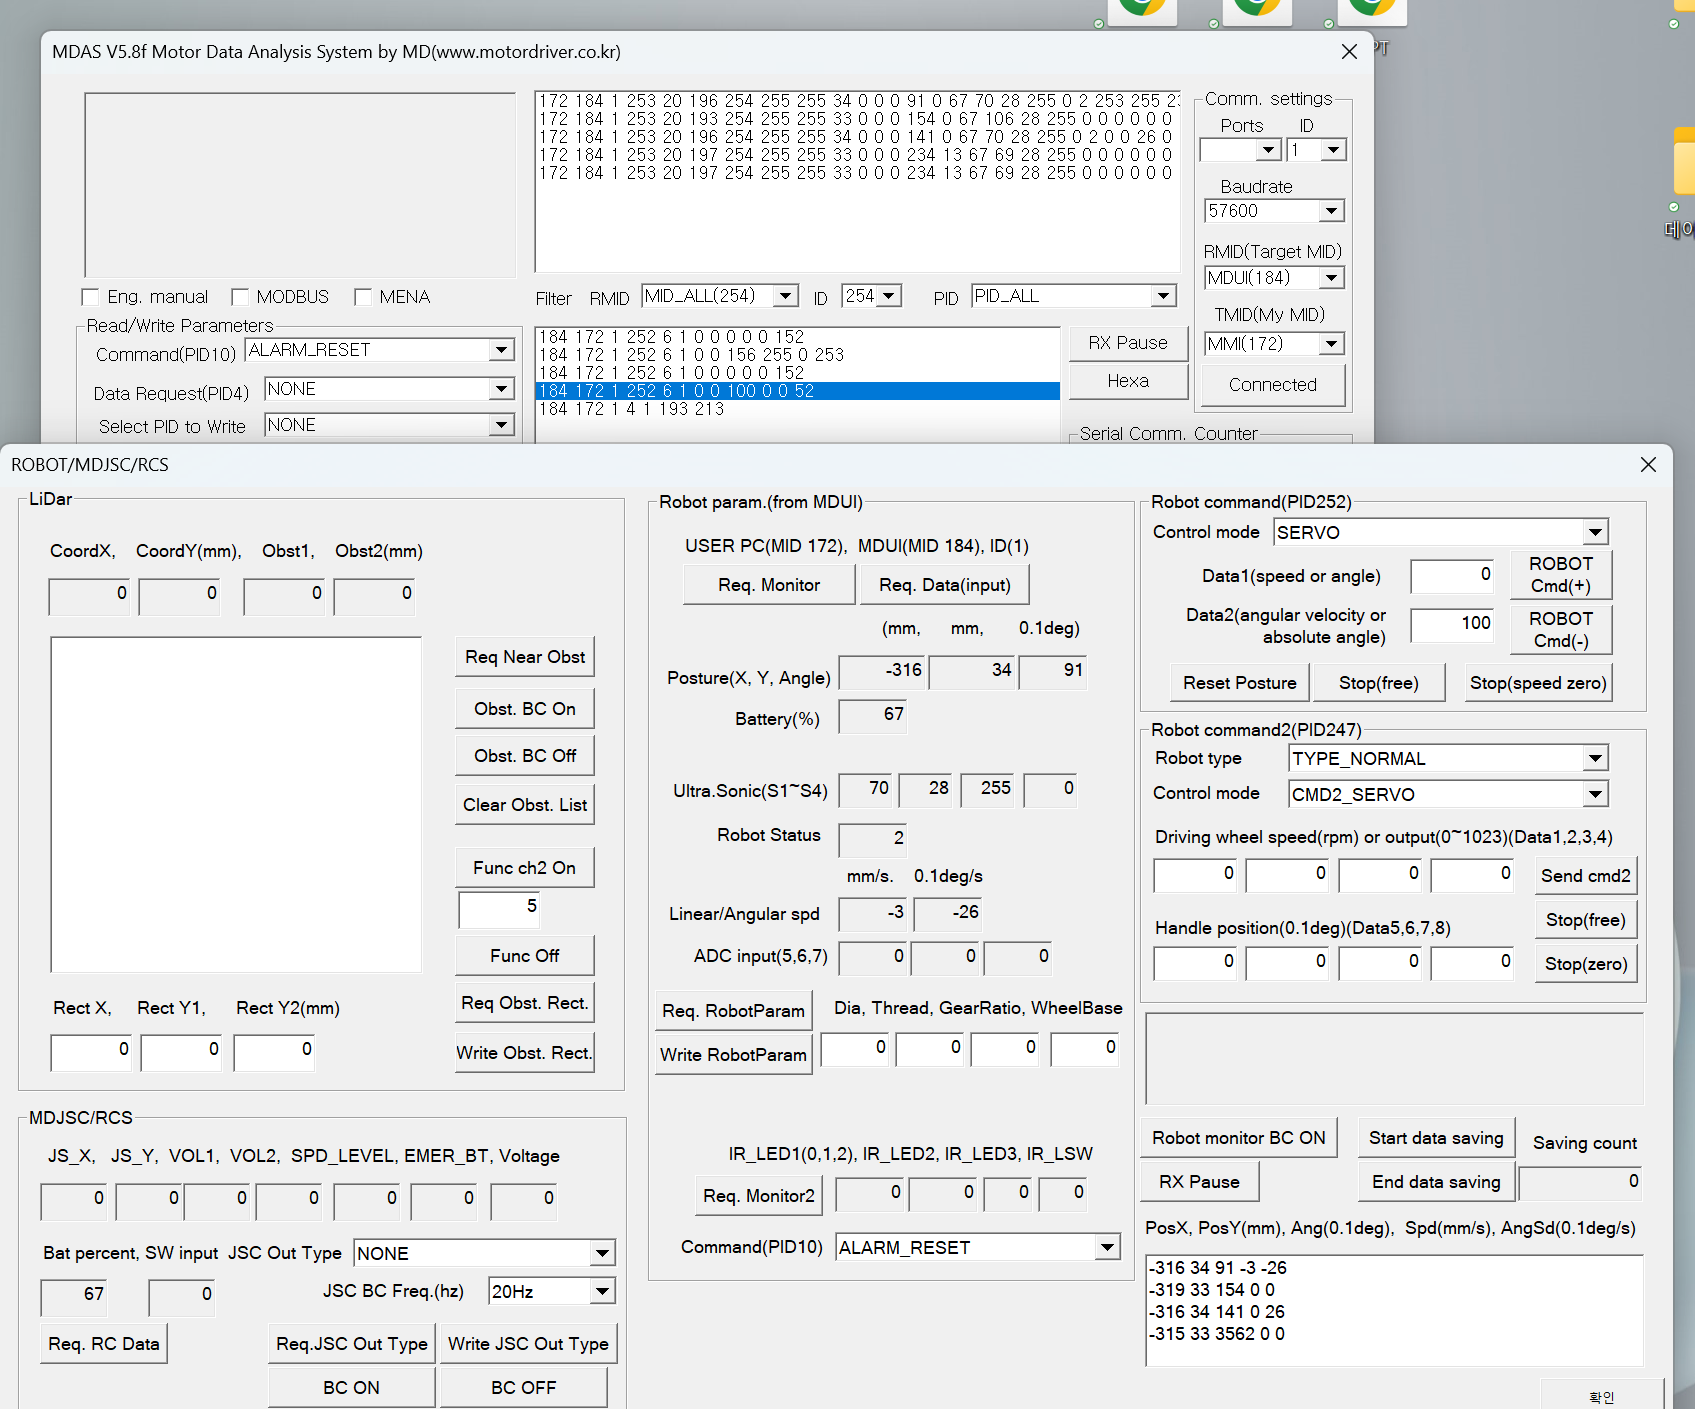 PT
데이
MDAS V5.8f Motor Data Analysis System by MD(www.motordriver.co.kr)
172 184 1 253 20 196 254 255 255 34 0 0 0 91 0 67 70 28 255 0 2 253 255
172 184 1 253 20 193 254 255 255 33 0 0 0 154 0 67 106 28 255 0 0 0 0 0 0
172 184 1 253 20 196 254 255 255 34 0 0 0 141 0 67 70 28 255 0 2 0 0 26 0
172 184 1 253 20 197 254 255 255 33 0 0 0 234 13 67 69 28 255 0 0 0 0 0 0
172 184 1 253 20 197 254 255 255 33 0 0 0 234 13 67 69 28 255 0 0 0 0 0 0
Comm. settings
Ports ID
1
Baudrate
57600
RMID(Target MID)
MDUI(184)
TMID(My MID)
MMI(172)
Connected
Eng. manual MODBUS MENA
Filter RMID MID_ALL(254) ID 254 PID PID_ALL
Read/Write Parameters
Command(PID10) ALARM_RESET
Data Request(PID4) NONE
Select PID to Write NONE
184 172 1 252 6 1 0 0 0 0 0 152
184 172 1 252 6 1 0 0 156 255 0 253
184 172 1 252 6 1 0 0 0 0 0 152
184 172 1 252 6 1 0 0 100 0 0 52
184 172 1 4 1 193 213
RX Pause
Hexa
Serial Comm. Counter
ROBOT/MDJSC/RCS
LiDar
CoordX, CoordY(mm), Obst1, Obst2(mm)
0 0 0 0
Req Near Obst
Obst. BC On
Obst. BC Off
Clear Obst. List
Func ch2 On
5
Func Off
Req Obst. Rect.
Write Obst. Rect.
Rect X, Rect Y1, Rect Y2(mm)
0 0 0
MDJSC/RCS
JS_X, JS_Y, VOL1, VOL2, SPD_LEVEL, EMER_BT, Voltage
0 0 0 0 0 0 0
Bat percent, SW input JSC Out Type NONE
67 0 JSC BC Freq.(hz) 20Hz
Req. RC Data Req.JSC Out Type Write JSC Out Type
BC ON BC OFF
Robot param.(from MDUI)
USER PC(MID 172), MDUI(MID 184), ID(1)
Req. Monitor Req. Data(input)
(mm, mm, 0.1deg)
Posture(X, Y, Angle) -316 34 91
Battery(%) 67
Ultra.Sonic(S1~S4) 70 28 255 0
Robot Status 2
mm/s. 0.1deg/s
Linear/Angular spd -3 -26
ADC input(5,6,7) 0 0 0
Req. RobotParam Dia, Thread, GearRatio, WheelBase
Write RobotParam 0 0 0 0
IR_LED1(0,1,2), IR_LED2, IR_LED3, IR_LSW
Req. Monitor2 0 0 0 0
Command(PID10) ALARM_RESET
Robot command(PID252)
Control mode SERVO
Data1(speed or angle) 0 ROBOT
Cmd(+)
Data2(angular velocity or
absolute angle) 100 ROBOT
Cmd(-)
Reset Posture Stop(free) Stop(speed zero)
Robot command2(PID247)
Robot type TYPE_NORMAL
Control mode CMD2_SERVO
Driving wheel speed(rpm) or output(0~1023)(Data1,2,3,4)
0 0 0 0 Send cmd2
Stop(free)
Handle position(0.1deg)(Data5,6,7,8)
0 0 0 0 Stop(zero)
Robot monitor BC ON Start data saving Saving count
RX Pause End data saving 0
PosX, PosY(mm), Ang(0.1deg), Spd(mm/s), AngSd(0.1deg/s)
-316 34 91 -3 -26
-319 33 154 0 0
-316 34 141 0 26
-315 33 3562 0 0
확인